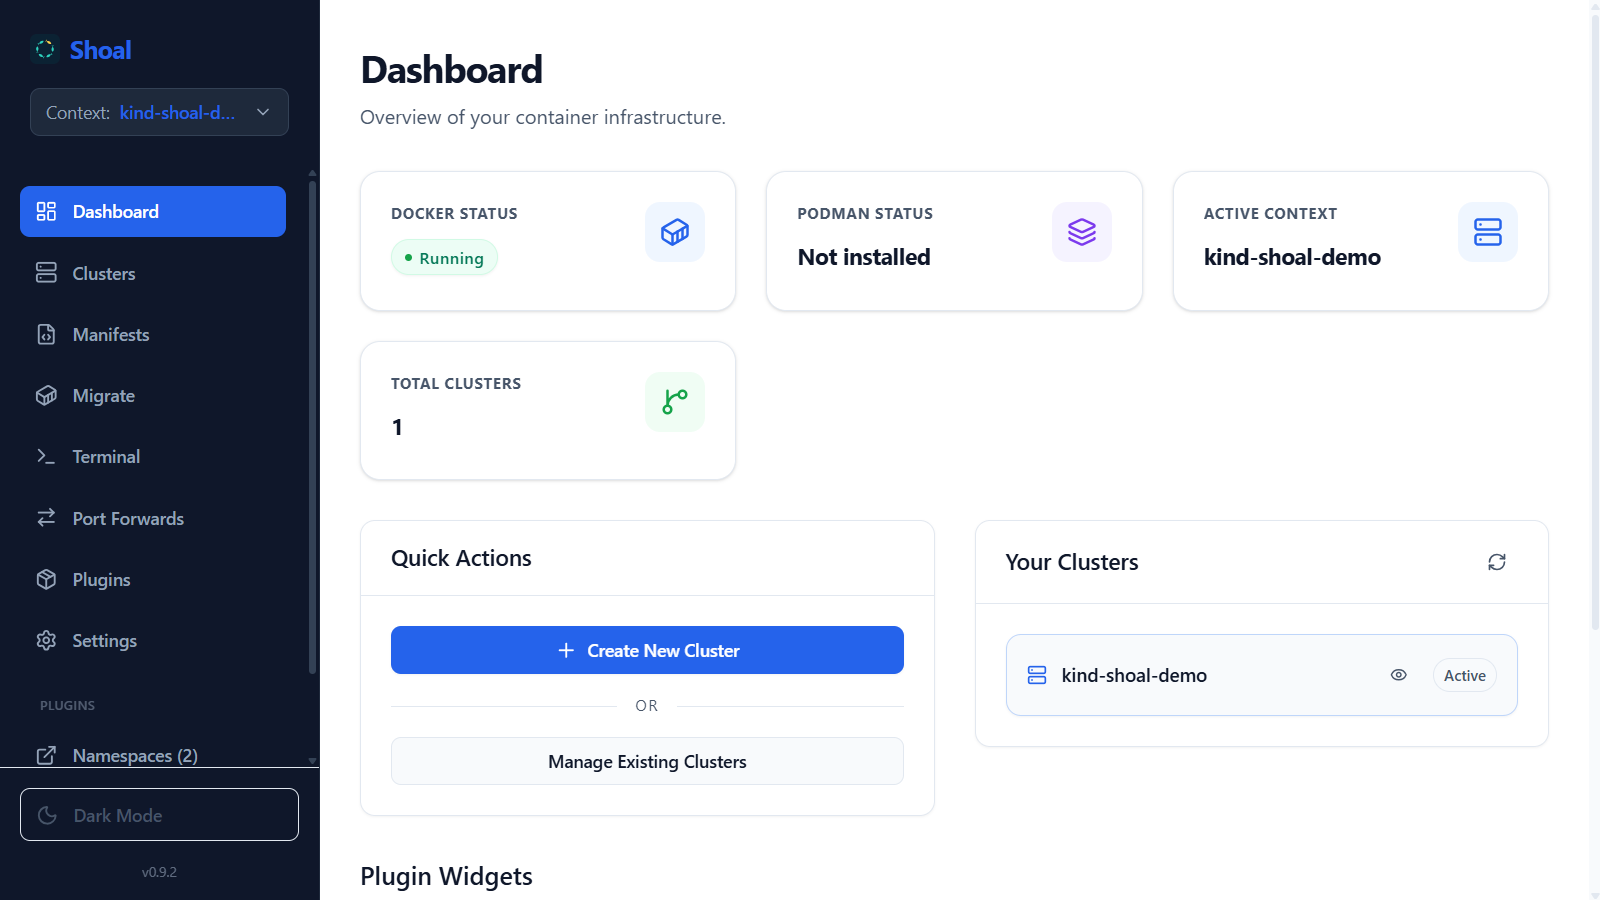 Shoal
Context: kind-shoal-d...
Dashboard
Clusters
Manifests
Migrate
Terminal
Port Forwards
Plugins
Settings
PLUGINS
Namespaces (2)
Dark Mode
v0.9.2
Dashboard
Overview of your container infrastructure.
DOCKER STATUS
Running
PODMAN STATUS
Not installed
ACTIVE CONTEXT
kind-shoal-demo
TOTAL CLUSTERS
1
Quick Actions
Create New Cluster
OR
Manage Existing Clusters
Your Clusters
kind-shoal-demo
Active
Plugin Widgets